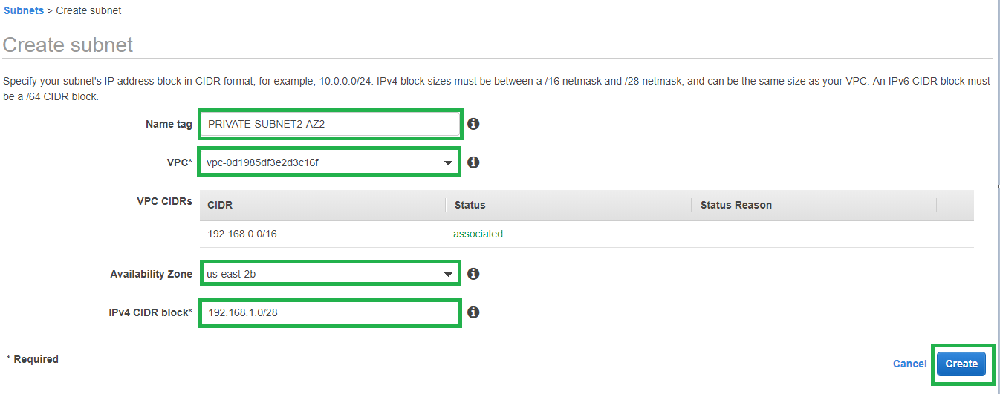 Subnets > Create subnet
Create subnet
Specify your subnet's IP address block in CIDR format; for example, 10.0.0.0/24. IPv4 block sizes must be between a /16 netmask and /28 netmask, and can be the same size as your VPC. An IPv6 CIDR block must
be a /64 CIDR block.
Name tag PRIVATE-SUBNET2-AZ2
VPC* vpc-0d1985df3e2d3c16f
VPC CIDRs CIDR Status Status Reason
192.168.0.0/16 associated
Availability Zone us-east-2b
IPv4 CIDR block* 192.168.1.0/28
* Required
Cancel Create